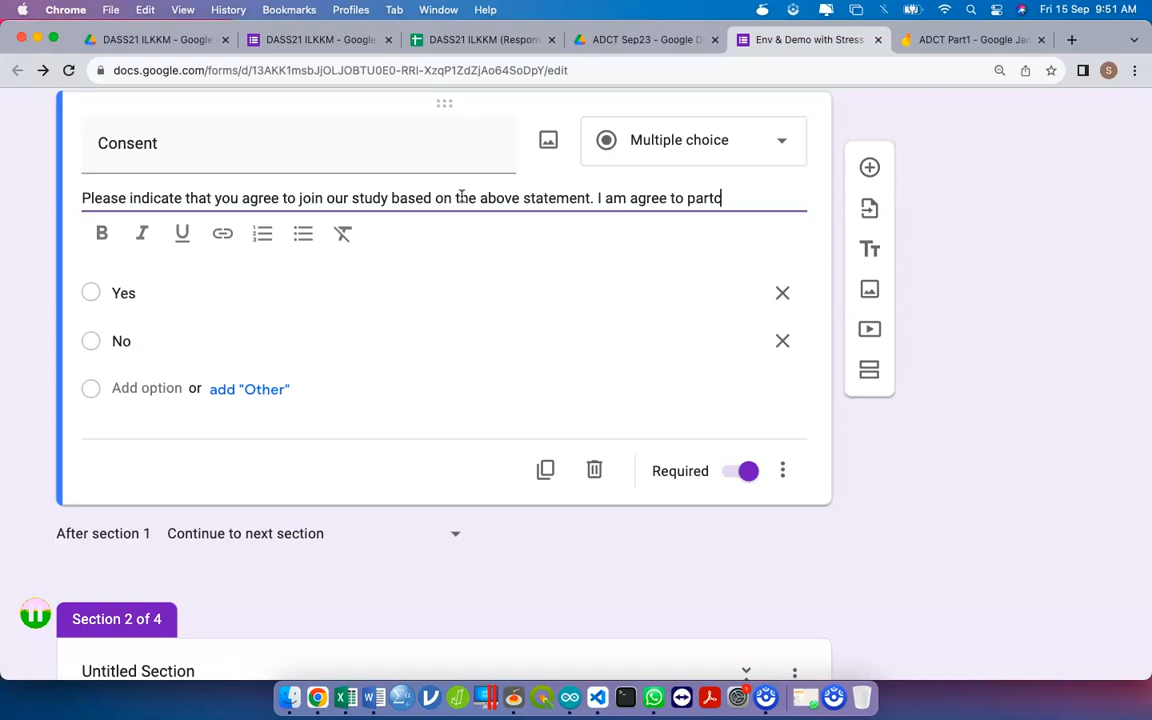 Chrome File Edit View History Bookmarks Profiles Tab Window Help Fri 15 Sep 9:51 AM
DASS21 ILKKM - Google DASS21 ILKKM - Google DASS21 ILKKM (Respon ADCT Sep23 - Google D Env & Demo with Stress ADCT Part1 - Google Jan
docs.google.com/forms/d/13AKK1msbJjOLJOBTU0E0-RRI-XzqP1ZdZjAo64SoDpY/edit S
Consent
Multiple choice
Please indicate that you agree to join our study based on the above statement. I am agree to partc
B I U
Tt
Yes
No
Add option or add "Other"
Required
After section 1 Continue to next section
Section 2 of 4
Untitled Section